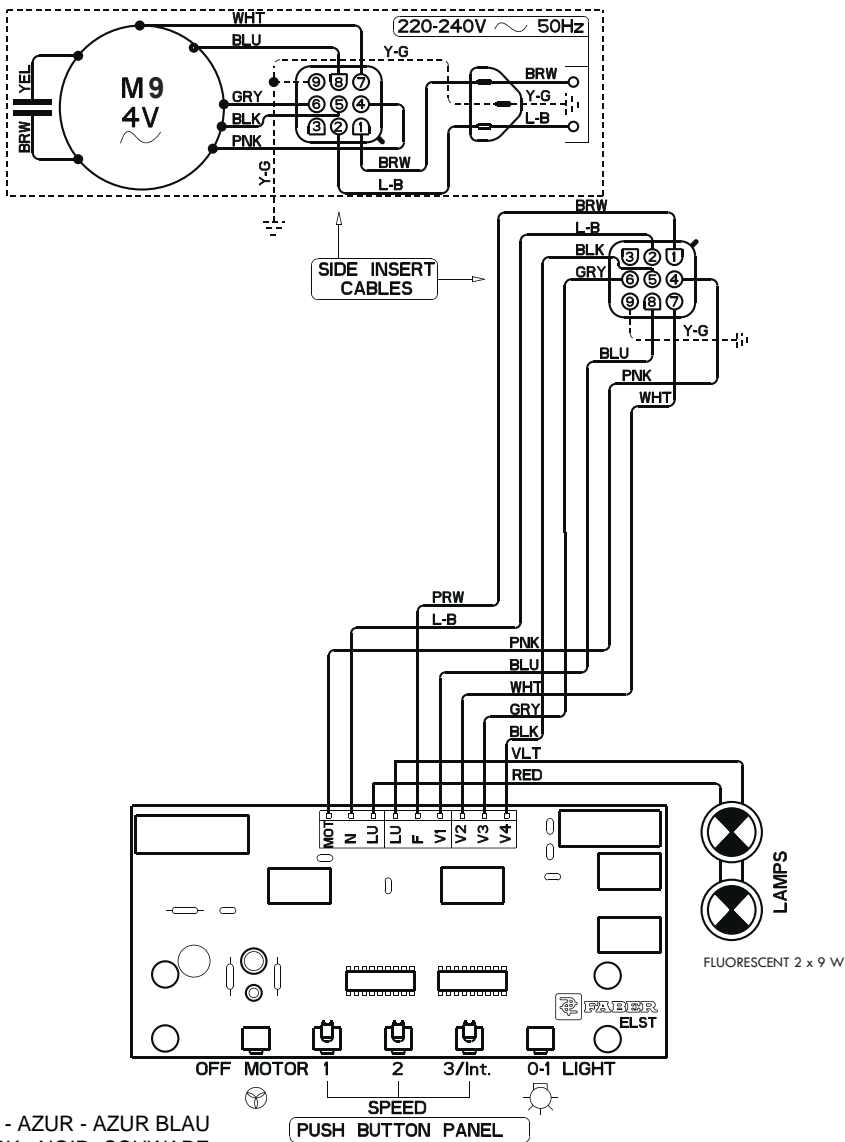 WHT
220-240V ~ 50Hz
BLU
Y-G
YEL
M9
4V
BRW
GRY
BLK
PNK
9 8 7
6 5 4
3 2 1
BRW
Y-G
L-B
Y-G
BRW
L-B
BRW
L-B
BLK
GRY
3 2 1
6 5 4
9 8 7
SIDE INSERT
CABLES
Y-G
BLU
PNK
WHT
PRW
L-B
PNK
BLU
WHT
GRY
BLK
VLT
RED
MOT N LU LU F V1 V2 V3 V4
LAMPS
FLUORESCENT 2 x 9 W
FABER
ELST
OFF MOTOR 1 2 3/Int. 0-1 LIGHT
SPEED
PUSH BUTTON PANEL
- AZUR - AZUR BLAU